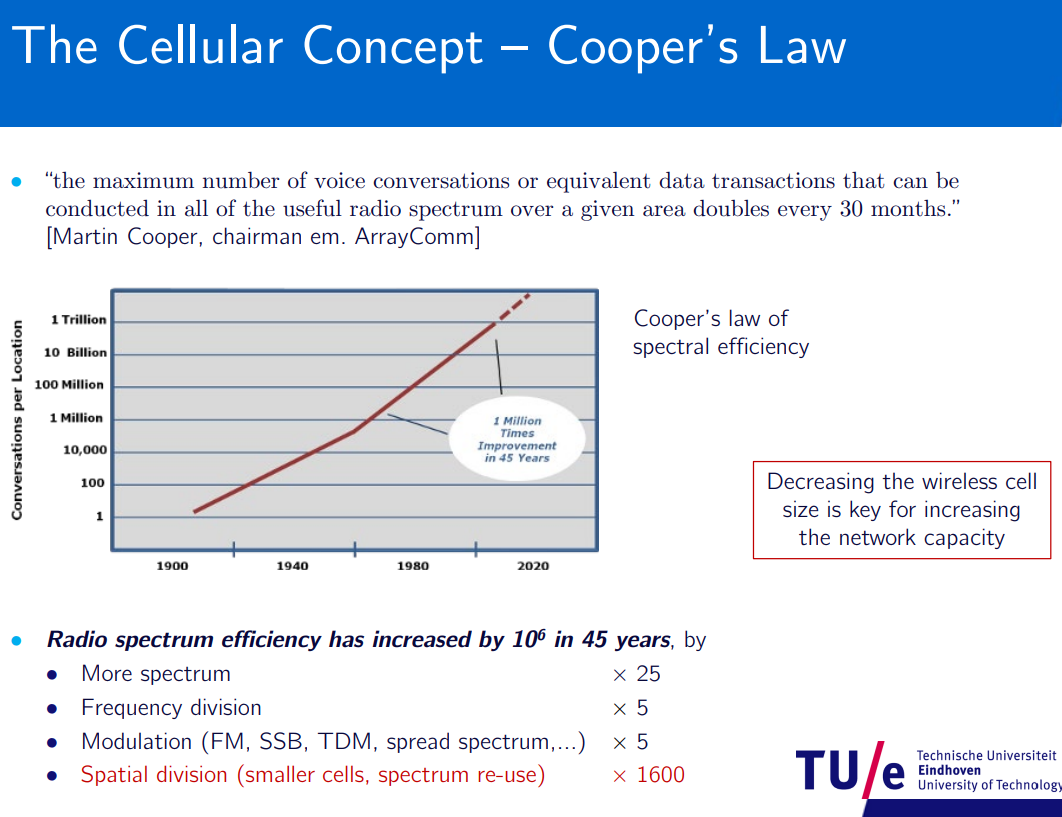 The Cellular Concept – Cooper's Law
• "the maximum number of voice conversations or equivalent data transactions that can be
conducted in all of the useful radio spectrum over a given area doubles every 30 months."
[Martin Cooper, chairman em. ArrayComm]
Conversations per Location
1 Trillion
10 Billion
100 Million
1 Million
10,000
100
1
1900 1940 1980 2020
1 Million
Times
Improvement
in 45 Years
Cooper's law of
spectral efficiency
Decreasing the wireless cell
size is key for increasing
the network capacity
• Radio spectrum efficiency has increased by 10⁶ in 45 years, by
• More spectrum × 25
• Frequency division × 5
• Modulation (FM, SSB, TDM, spread spectrum,...) × 5
• Spatial division (smaller cells, spectrum re-use) × 1600
TU/e
Technische Universiteit
Eindhoven
University of Technology